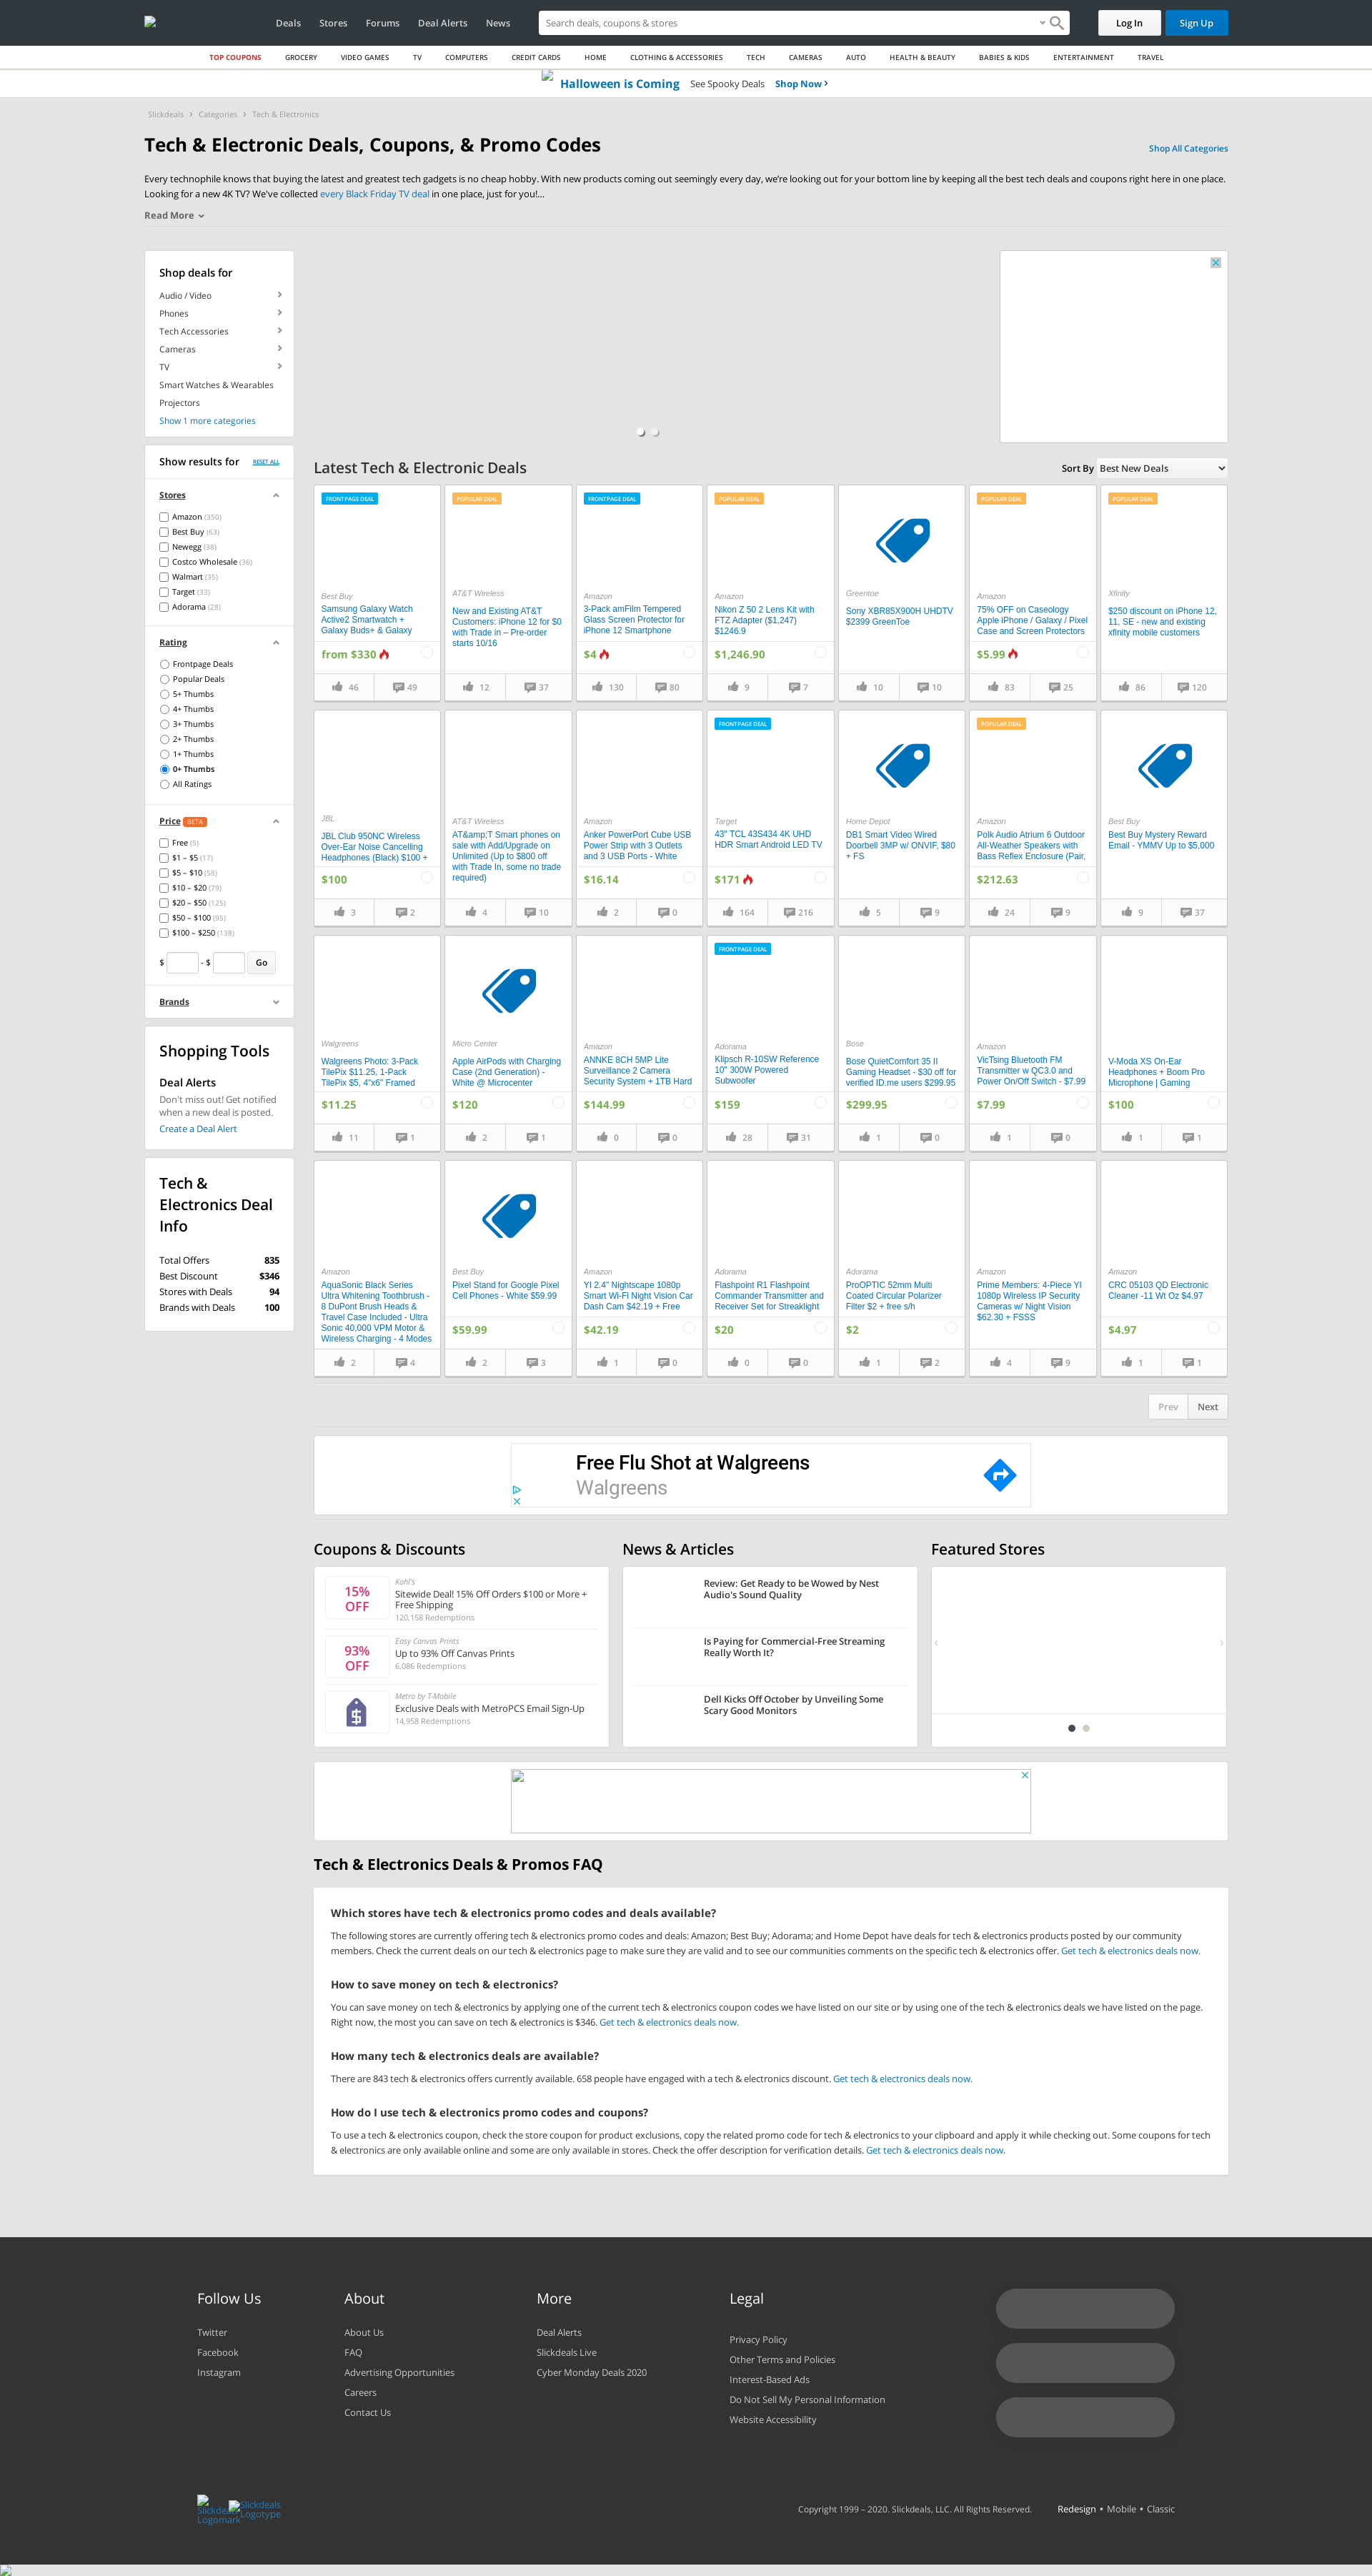 Deals Stores Forums Deal Alerts News Search deals, coupons & stores Log In Sign Up
TOP COUPONS GROCERY VIDEO GAMES TV COMPUTERS CREDIT CARDS HOME CLOTHING & ACCESSORIES TECH CAMERAS AUTO HEALTH & BEAUTY BABIES & KIDS ENTERTAINMENT TRAVEL
Halloween is Coming See Spooky Deals Shop Now
Slickdeals Categories Tech & Electronics
Tech & Electronic Deals, Coupons, & Promo Codes
Shop All Categories
Every technophile knows that buying the latest and greatest tech gadgets is no cheap hobby. With new products coming out seemingly every day, we're looking out for your bottom line by keeping all the best tech deals and coupons right here in one place.
Looking for a new 4K TV? We've collected every Black Friday TV deal in one place, just for you!...
Read More
Shop deals for
Audio / Video
Phones
Tech Accessories
Cameras
TV
Smart Watches & Wearables
Projectors
Show 1 more categories
Show results for RESET ALL
Stores
Amazon (350)
Best Buy (63)
Newegg (38)
Costco Wholesale (36)
Walmart (35)
Target (33)
Adorama (28)
Rating
Frontpage Deals
Popular Deals
5+ Thumbs
4+ Thumbs
3+ Thumbs
2+ Thumbs
1+ Thumbs
0+ Thumbs
All Ratings
Price BETA
Free (5)
$1 – $5 (17)
$5 – $10 (58)
$10 – $20 (79)
$20 – $50 (125)
$50 – $100 (95)
$100 – $250 (138)
$ - $ Go
Brands
Shopping Tools
Deal Alerts
Don't miss out! Get notified
when a new deal is posted.
Create a Deal Alert
Tech &
Electronics Deal
Info
Total Offers 835
Best Discount $346
Stores with Deals 94
Brands with Deals 100
Latest Tech & Electronic Deals
Sort By Best New Deals
FRONTPAGE DEAL
Best Buy
Samsung Galaxy Watch
Active2 Smartwatch +
Galaxy Buds+ & Galaxy
from $330
46 49
POPULAR DEAL
AT&T Wireless
New and Existing AT&T
Customers: iPhone 12 for $0
with Trade in – Pre-order
starts 10/16
12 37
FRONTPAGE DEAL
Amazon
3-Pack amFilm Tempered
Glass Screen Protector for
iPhone 12 Smartphone
$4
130 80
POPULAR DEAL
Amazon
Nikon Z 50 2 Lens Kit with
FTZ Adapter ($1,247)
$1246.9
$1,246.90
9 7
Greentoe
Sony XBR85X900H UHDTV
$2399 GreenToe
10 10
POPULAR DEAL
Amazon
75% OFF on Caseology
Apple iPhone / Galaxy / Pixel
Case and Screen Protectors
$5.99
83 25
POPULAR DEAL
Xfinity
$250 discount on iPhone 12,
11, SE - new and existing
xfinity mobile customers
86 120
JBL
JBL Club 950NC Wireless
Over-Ear Noise Cancelling
Headphones (Black) $100 +
$100
3 2
AT&T Wireless
AT&amp;T Smart phones on
sale with Add/Upgrade on
Unlimited (Up to $800 off
with Trade In, some no trade
required)
4 10
Amazon
Anker PowerPort Cube USB
Power Strip with 3 Outlets
and 3 USB Ports - White
$16.14
2 0
FRONTPAGE DEAL
Target
43" TCL 43S434 4K UHD
HDR Smart Android LED TV
$171
164 216
Home Depot
DB1 Smart Video Wired
Doorbell 3MP w/ ONVIF, $80
+ FS
5 9
POPULAR DEAL
Amazon
Polk Audio Atrium 6 Outdoor
All-Weather Speakers with
Bass Reflex Enclosure (Pair,
$212.63
24 9
Best Buy
Best Buy Mystery Reward
Email - YMMV Up to $5,000
9 37
Walgreens
Walgreens Photo: 3-Pack
TilePix $11.25, 1-Pack
TilePix $5, 4"x6" Framed
$11.25
11 1
Micro Center
Apple AirPods with Charging
Case (2nd Generation) -
White @ Microcenter
$120
2 1
Amazon
ANNKE 8CH 5MP Lite
Surveillance 2 Camera
Security System + 1TB Hard
$144.99
0 0
FRONTPAGE DEAL
Adorama
Klipsch R-10SW Reference
10" 300W Powered
Subwoofer
$159
28 31
Bose
Bose QuietComfort 35 II
Gaming Headset - $30 off for
verified ID.me users $299.95
$299.95
1 0
Amazon
VicTsing Bluetooth FM
Transmitter w QC3.0 and
Power On/Off Switch - $7.99
$7.99
1 0
V-Moda XS On-Ear
Headphones + Boom Pro
Microphone | Gaming
$100
1 1
Amazon
AquaSonic Black Series
Ultra Whitening Toothbrush -
8 DuPont Brush Heads &
Travel Case Included - Ultra
Sonic 40,000 VPM Motor &
Wireless Charging - 4 Modes
2 4
Best Buy
Pixel Stand for Google Pixel
Cell Phones - White $59.99
$59.99
2 3
Amazon
YI 2.4" Nightscape 1080p
Smart Wi-Fi Night Vision Car
Dash Cam $42.19 + Free
$42.19
1 0
Adorama
Flashpoint R1 Flashpoint
Commander Transmitter and
Receiver Set for Streaklight
$20
0 0
Adorama
ProOPTIC 52mm Multi
Coated Circular Polarizer
Filter $2 + free s/h
$2
1 2
Amazon
Prime Members: 4-Piece YI
1080p Wireless IP Security
Cameras w/ Night Vision
$62.30 + FSSS
4 9
Amazon
CRC 05103 QD Electronic
Cleaner -11 Wt Oz $4.97
$4.97
1 1
Prev Next
Free Flu Shot at Walgreens
Walgreens
Coupons & Discounts
15%
OFF
Kohl's
Sitewide Deal! 15% Off Orders $100 or More +
Free Shipping
120,158 Redemptions
93%
OFF
Easy Canvas Prints
Up to 93% Off Canvas Prints
6,086 Redemptions
Metro by T-Mobile
Exclusive Deals with MetroPCS Email Sign-Up
14,958 Redemptions
News & Articles
Review: Get Ready to be Wowed by Nest
Audio's Sound Quality
Is Paying for Commercial-Free Streaming
Really Worth It?
Dell Kicks Off October by Unveiling Some
Scary Good Monitors
Featured Stores
Tech & Electronics Deals & Promos FAQ
Which stores have tech & electronics promo codes and deals available?
The following stores are currently offering tech & electronics promo codes and deals: Amazon; Best Buy; Adorama; and Home Depot have deals for tech & electronics products posted by our community
members. Check the current deals on our tech & electronics page to make sure they are valid and to see our communities comments on the specific tech & electronics offer. Get tech & electronics deals now.
How to save money on tech & electronics?
You can save money on tech & electronics by applying one of the current tech & electronics coupon codes we have listed on our site or by using one of the tech & electronics deals we have listed on the page.
Right now, the most you can save on tech & electronics is $346. Get tech & electronics deals now.
How many tech & electronics deals are available?
There are 843 tech & electronics offers currently available. 658 people have engaged with a tech & electronics discount. Get tech & electronics deals now.
How do I use tech & electronics promo codes and coupons?
To use a tech & electronics coupon, check the store coupon for product exclusions, copy the related promo code for tech & electronics to your clipboard and apply it while checking out. Some coupons for tech
& electronics are only available online and some are only available in stores. Check the offer description for verification details. Get tech & electronics deals now.
Follow Us
Twitter
Facebook
Instagram
About
About Us
FAQ
Advertising Opportunities
Careers
Contact Us
More
Deal Alerts
Slickdeals Live
Cyber Monday Deals 2020
Legal
Privacy Policy
Other Terms and Policies
Interest-Based Ads
Do Not Sell My Personal Information
Website Accessibility
Slickdeals
Logomark
Slickdeals
Logotype
Copyright 1999 – 2020. Slickdeals, LLC. All Rights Reserved. Redesign • Mobile • Classic